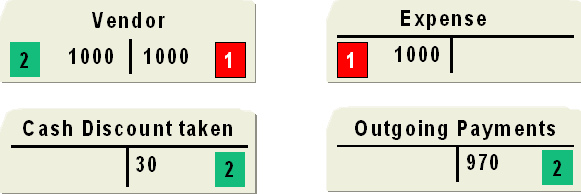 Vendor
2 1000 1000 1
Expense
1 1000
Cash Discount taken
30 2
Outgoing Payments
970 2